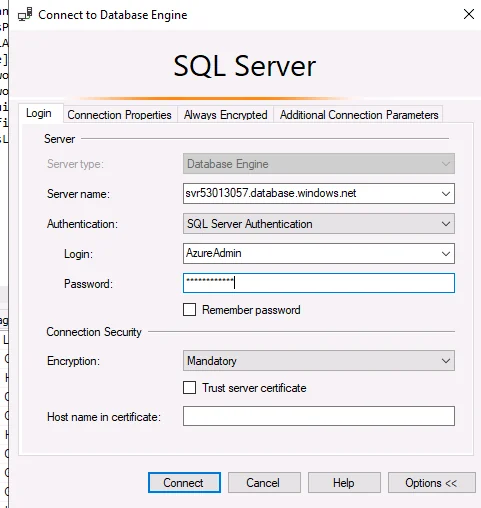 Connect to Database Engine
SQL Server
Login Connection Properties Always Encrypted Additional Connection Parameters
Server
Server type: Database Engine
Server name: svr53013057.database.windows.net
Authentication: SQL Server Authentication
Login: AzureAdmin
Password: ************
Remember password
Connection Security
Encryption: Mandatory
Trust server certificate
Host name in certificate:
Connect Cancel Help Options <<